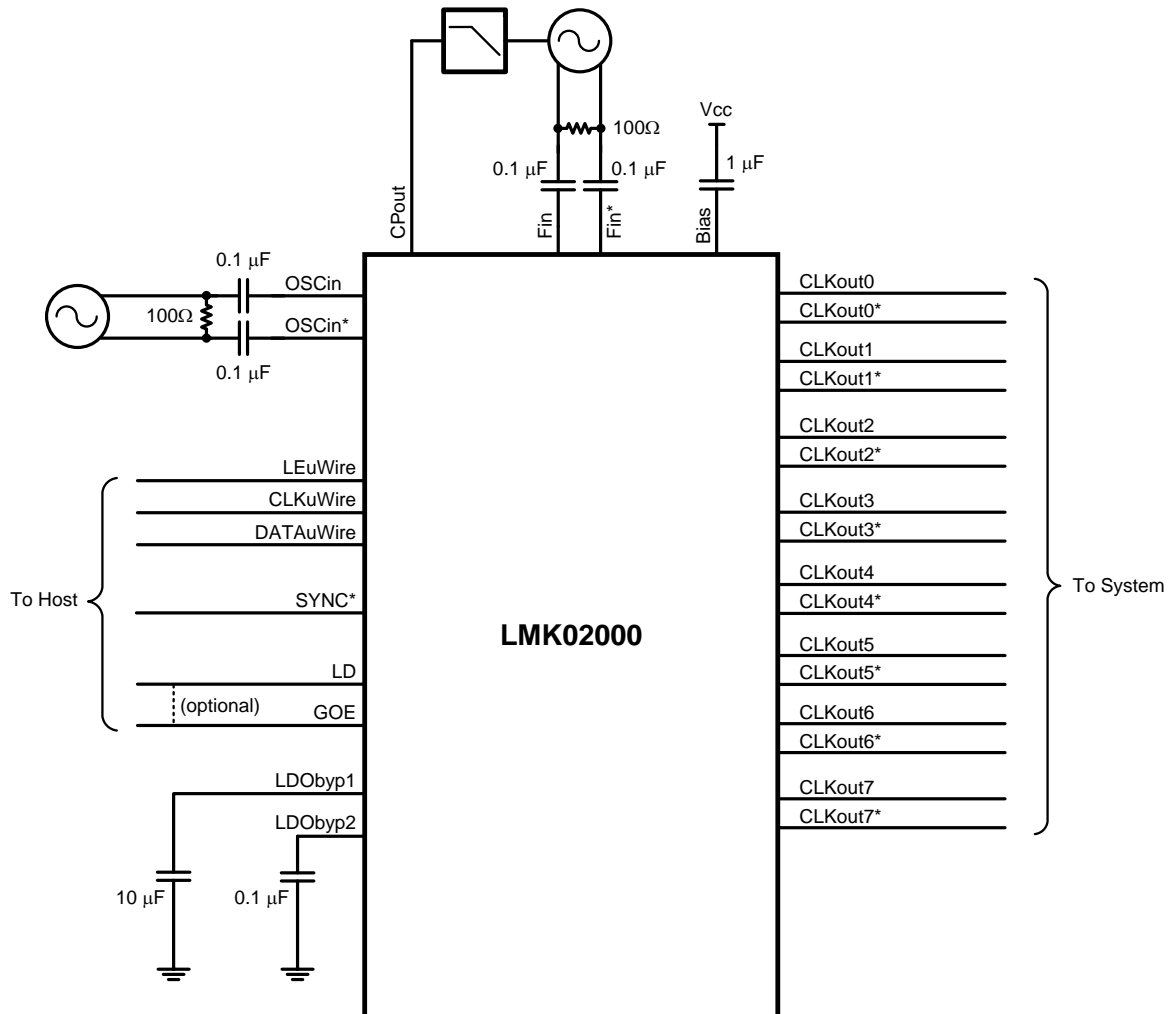 100Ω
Vcc
0.1 μF
0.1 μF
1 μF
CPout
Fin
Fin*
Bias
0.1 μF
OSCin
100Ω
OSCin*
0.1 μF
CLKout0
CLKout0*
CLKout1
CLKout1*
CLKout2
CLKout2*
CLKout3
CLKout3*
CLKout4
CLKout4*
CLKout5
CLKout5*
CLKout6
CLKout6*
CLKout7
CLKout7*
To System
LEuWire
CLKuWire
DATAuWire
To Host
SYNC*
LMK02000
LD
(optional)
GOE
LDObyp1
LDObyp2
10 μF
0.1 μF